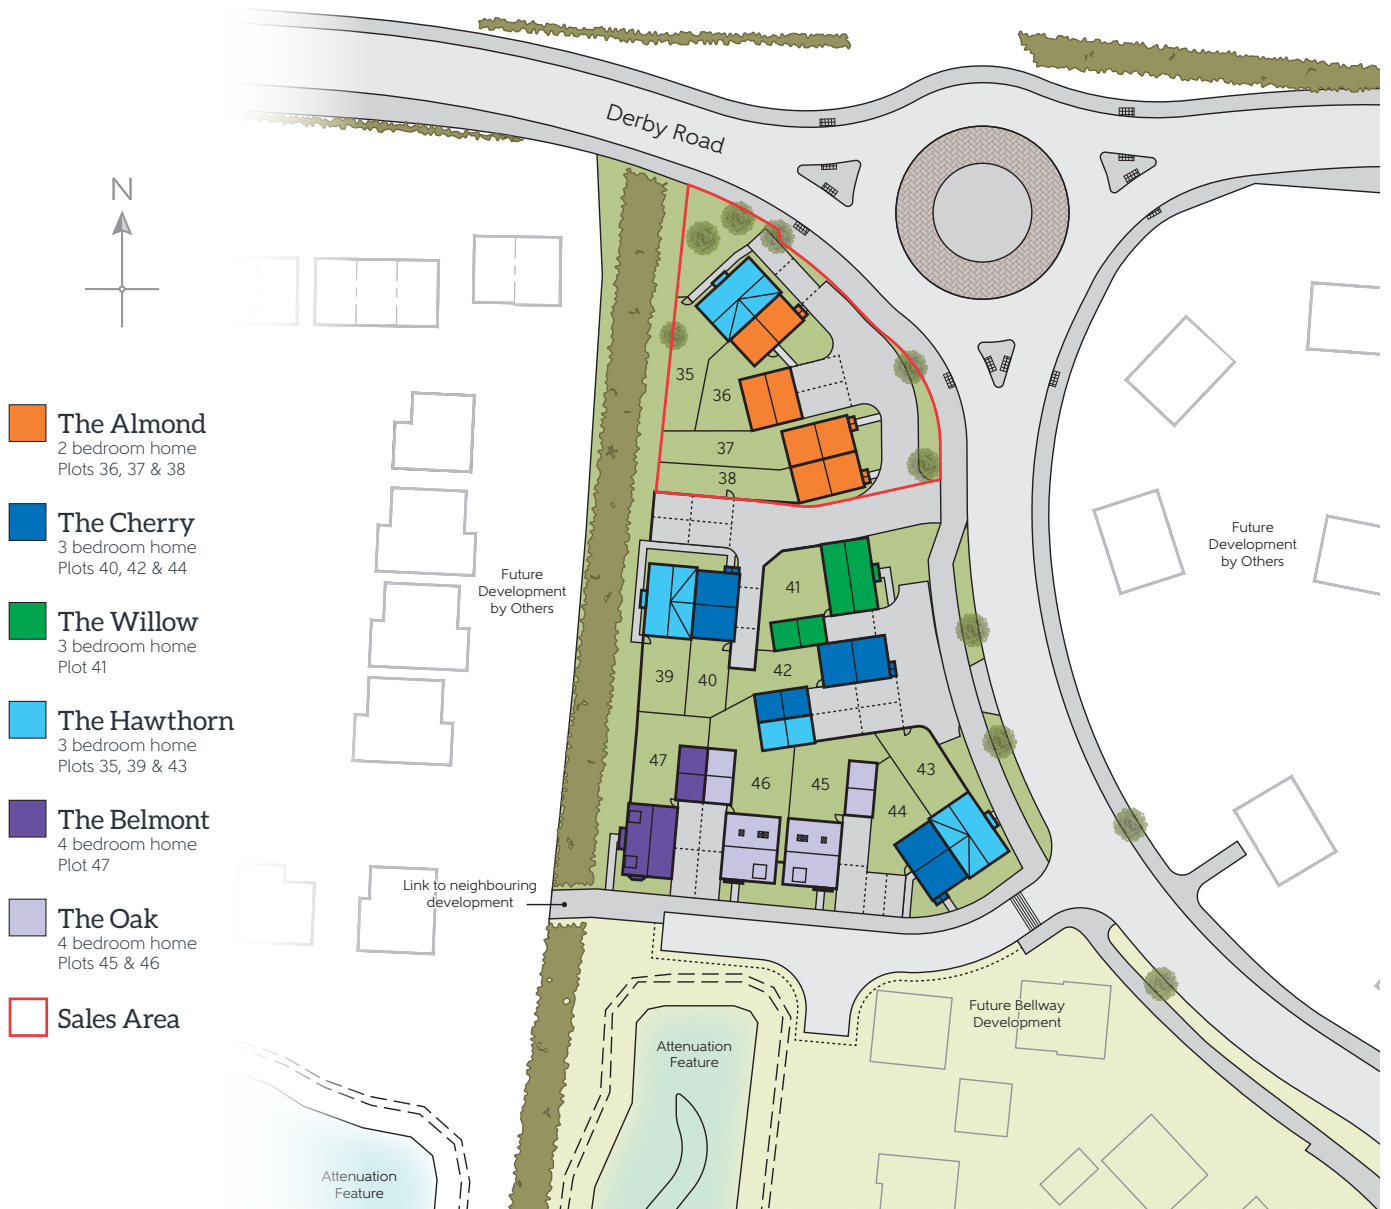 Derby Road
N
The Almond
2 bedroom home
Plots 36, 37 & 38
The Cherry
3 bedroom home
Plots 40, 42 & 44
The Willow
3 bedroom home
Plot 41
The Hawthorn
3 bedroom home
Plots 35, 39 & 43
The Belmont
4 bedroom home
Plot 47
The Oak
4 bedroom home
Plots 45 & 46
Sales Area
35
36
37
38
41
42
39
40
47
46
45
43
44
Future
Development
by Others
Future
Development
by Others
Link to neighbouring
development
Future Bellway
Development
Attenuation
Feature
Attenuation
Feature